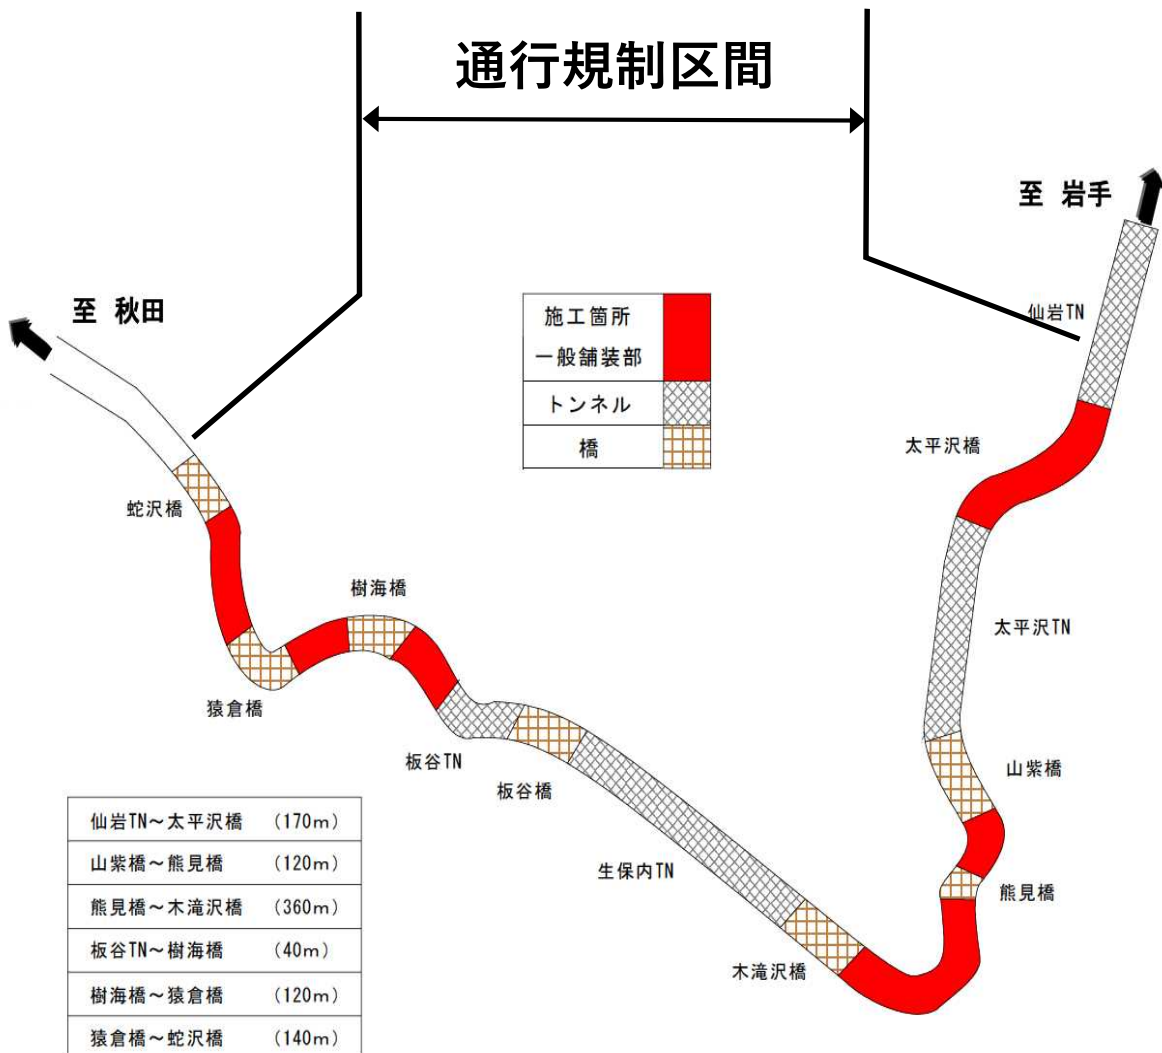 通行規制区間
至 岩手
至 秋田
仙岩TN
施工箇所
一般舗装部
トンネル
橋
太平沢橋
蛇沢橋
樹海橋
太平沢TN
猿倉橋
板谷TN
山紫橋
板谷橋
生保内TN
熊見橋
木滝沢橋
仙岩TN～太平沢橋 (170m)
山紫橋～熊見橋 (120m)
熊見橋～木滝沢橋 (360m)
板谷TN～樹海橋 (40m)
樹海橋～猿倉橋 (120m)
猿倉橋～蛇沢橋 (140m)